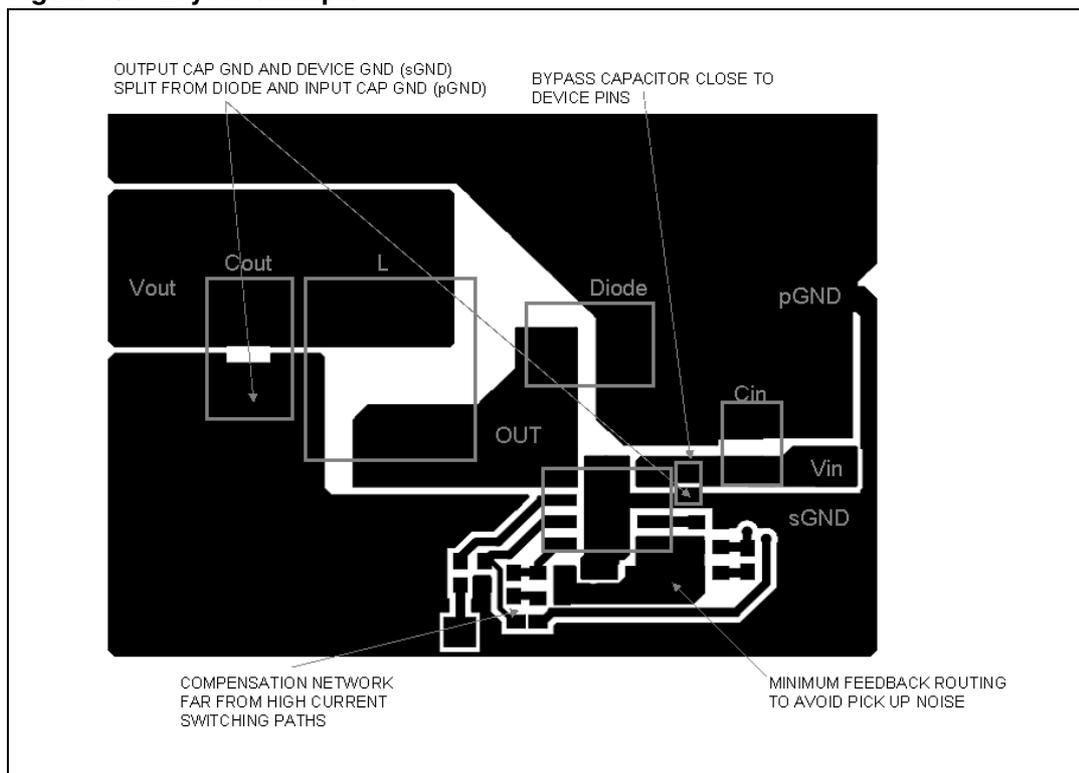 OUTPUT CAP GND AND DEVICE GND (sGND)
SPLIT FROM DIODE AND INPUT CAP GND (pGND)
BYPASS CAPACITOR CLOSE TO
DEVICE PINS
Cout
L
Vout
Diode
pGND
Cin
OUT
Vin
sGND
COMPENSATION NETWORK
FAR FROM HIGH CURRENT
SWITCHING PATHS
MINIMUM FEEDBACK ROUTING
TO AVOID PICK UP NOISE